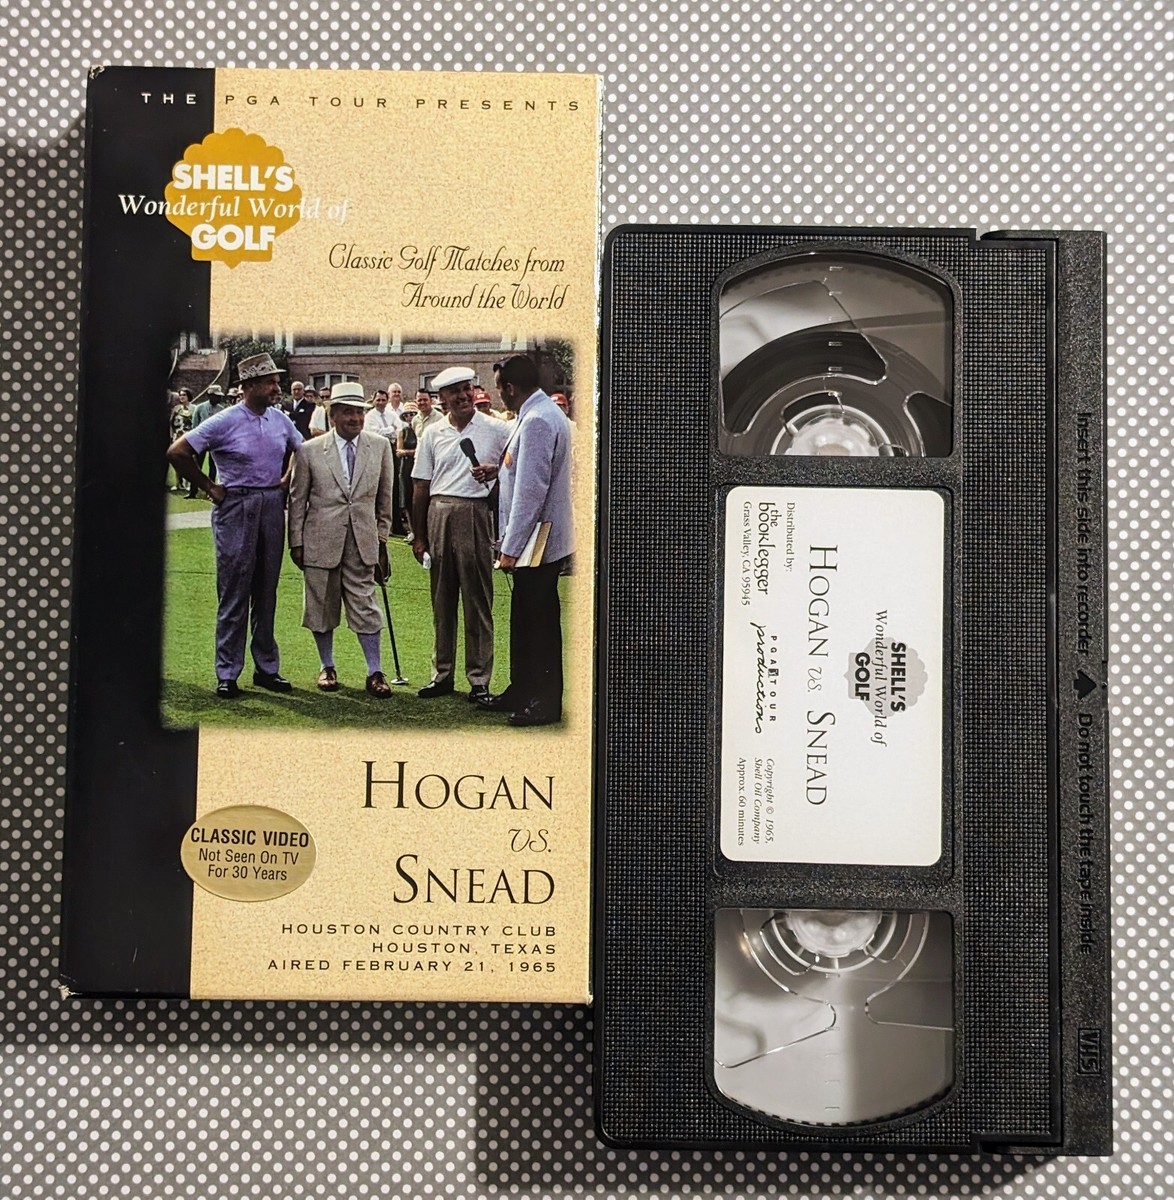 THE PGA TOUR PRESENTS
SHELL'S
Wonderful World of
GOLF
Classic Golf Matches from
Around the World
HOGAN
VS.
SNEAD
CLASSIC VIDEO
Not Seen On TV
For 30 Years
HOUSTON COUNTRY CLUB
HOUSTON, TEXAS
AIRED FEBRUARY 21, 1965
SHELL'S
Wonderful World of
GOLF
HOGAN VS. SNEAD
Distributed by:
the
booklegger
Grass Valley, CA 95945
PGA TOUR
productions
Copyright © 1965,
Shell Oil Company
Approx. 60 minutes
Insert this side into recorder
Do not touch the tape inside
VHS